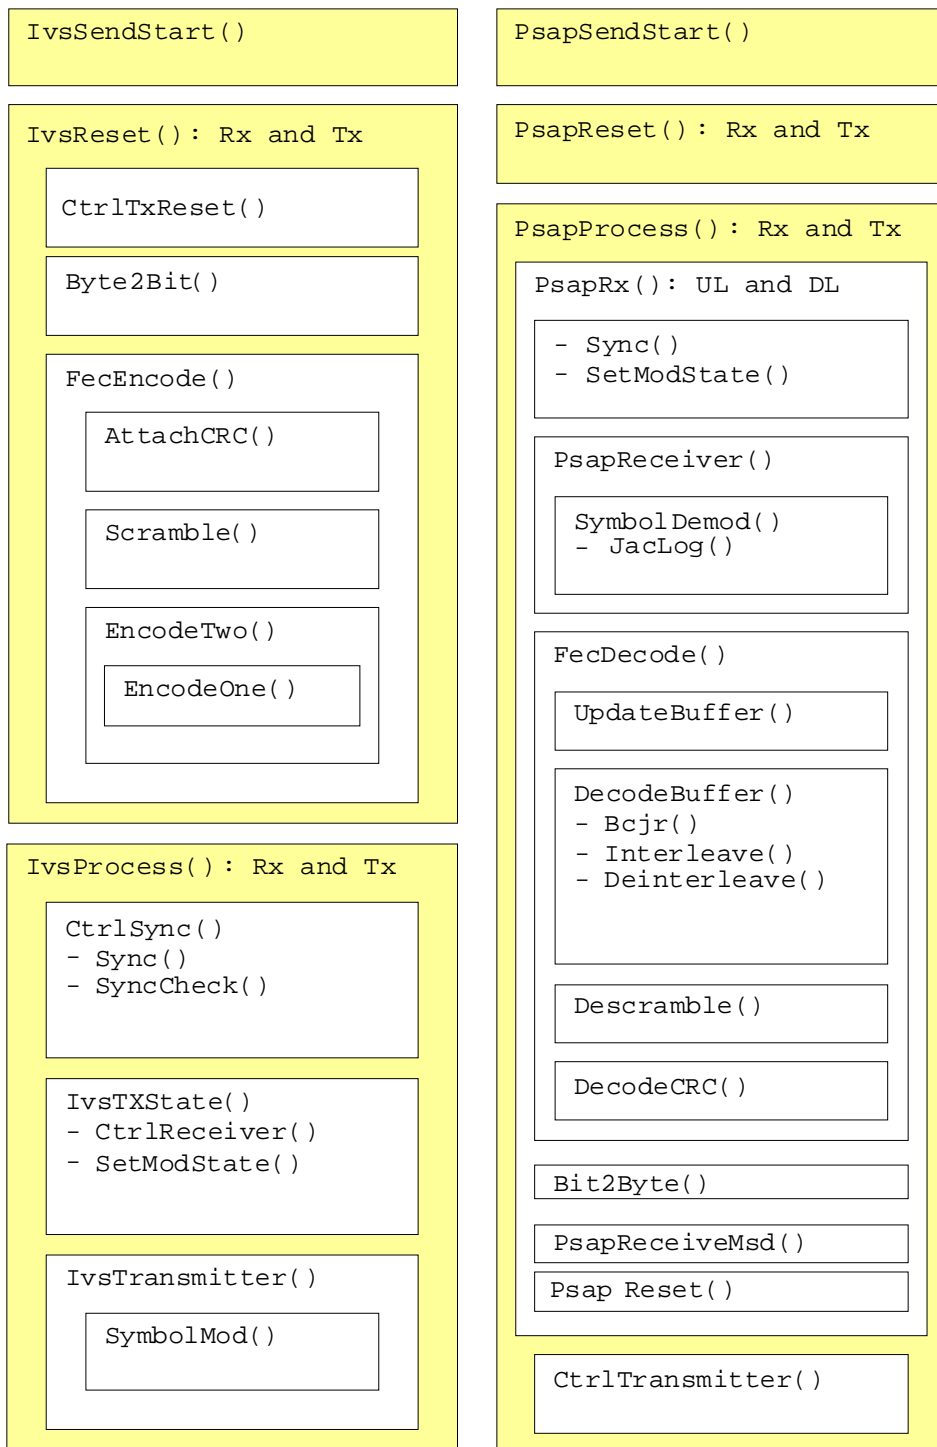 IvsSendStart()
IvsReset(): Rx and Tx
CtrlTxReset()
Byte2Bit()
FecEncode()
AttachCRC()
Scramble()
EncodeTwo()
EncodeOne()
IvsProcess(): Rx and Tx
CtrlSync()
- Sync()
- SyncCheck()
IvsTXState()
- CtrlReceiver()
- SetModState()
IvsTransmitter()
SymbolMod()
PsapSendStart()
PsapReset(): Rx and Tx
PsapProcess(): Rx and Tx
PsapRx(): UL and DL
- Sync()
- SetModState()
PsapReceiver()
SymbolDemod()
- JacLog()
FecDecode()
UpdateBuffer()
DecodeBuffer()
- Bcjr()
- Interleave()
- Deinterleave()
Descramble()
DecodeCRC()
Bit2Byte()
PsapReceiveMsd()
Psap Reset()
CtrlTransmitter()